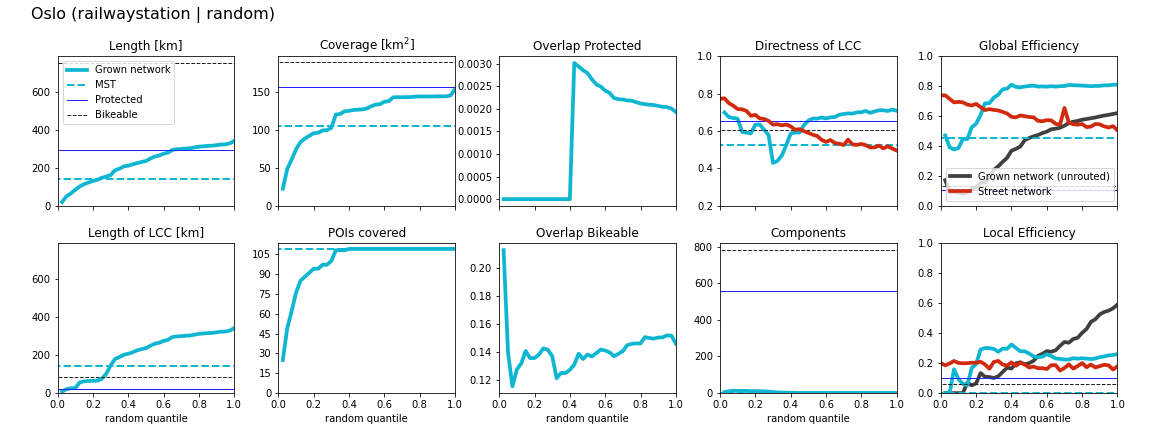 Oslo (railwaystation | random)
Length [km]
600
400
200
0
Grown network
MST
Protected
Bikeable
Coverage [km²]
150
100
50
0
Overlap Protected
0.0030
0.0025
0.0020
0.0015
0.0010
0.0005
0.0000
Directness of LCC
1.0
0.8
0.6
0.4
0.2
Global Efficiency
1.0
0.8
0.6
0.4
0.2
0.0
Grown network (unrouted)
Street network
Length of LCC [km]
600
400
200
0
0.0 0.2 0.4 0.6 0.8 1.0
random quantile
POIs covered
105
90
75
60
45
30
15
0
0.0 0.2 0.4 0.6 0.8 1.0
random quantile
Overlap Bikeable
0.20
0.18
0.16
0.14
0.12
0.0 0.2 0.4 0.6 0.8 1.0
random quantile
Components
800
600
400
200
0
0.0 0.2 0.4 0.6 0.8 1.0
random quantile
Local Efficiency
1.0
0.8
0.6
0.4
0.2
0.0
0.0 0.2 0.4 0.6 0.8 1.0
random quantile